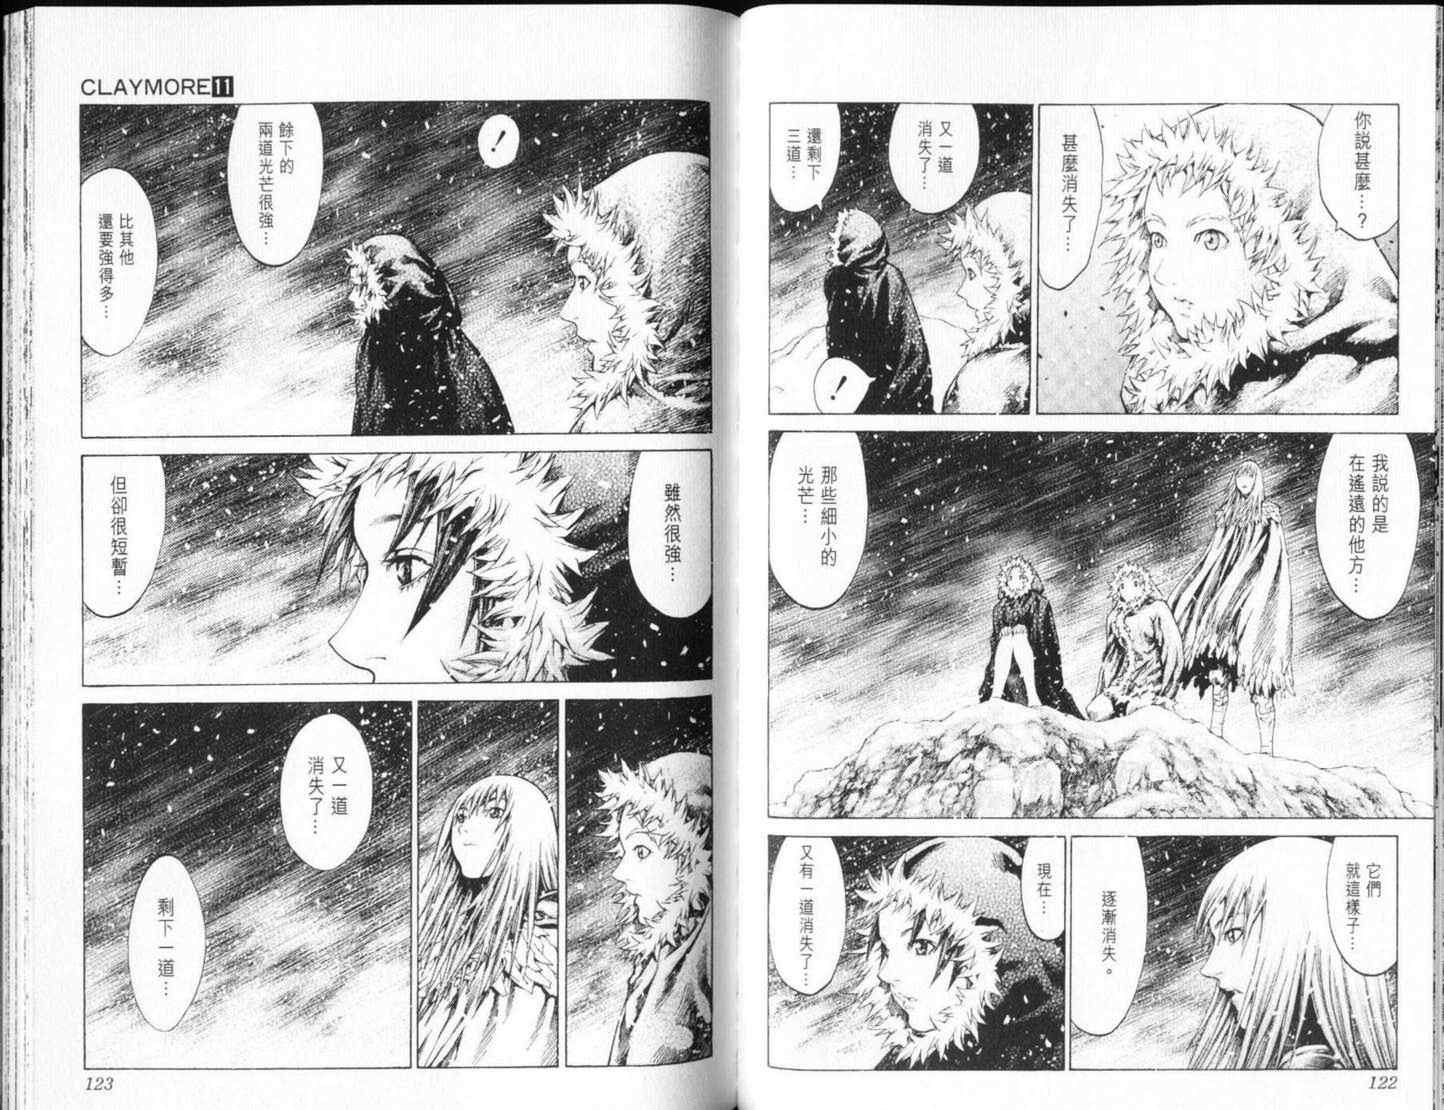 你說甚麼…?
甚麼消失了…
又一道
消失了…
還剩下
三道…
!
我說的是
在遙遠的他方…
那些細小的
光芒…
它們
就這樣子…
逐漸消失。
現在…
又有一道消失了…
122
CLAYMORE 11
!
餘下的
兩道光芒很強…
比其他
還要強得多…
雖然很強…
但卻很短暫…
又一道
消失了…
剩下一道…
123